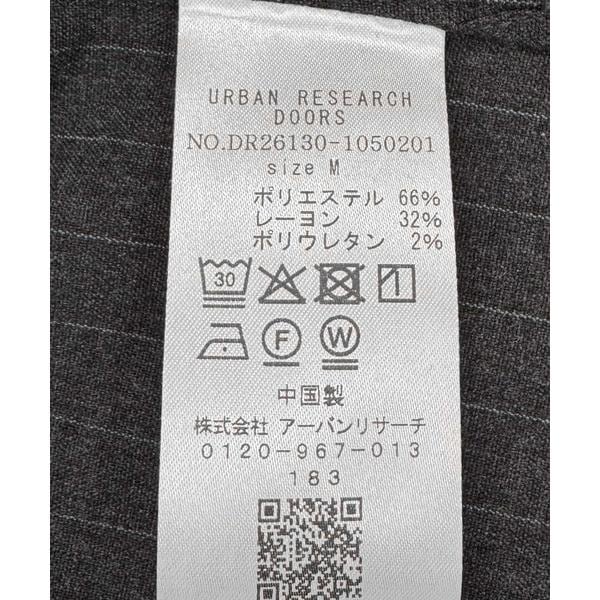 URBAN RESEARCH
DOORS
NO.DR26130-1050201
size M
ポリエステル 66%
レーヨン 32%
ポリウレタン 2%
30
F W
中国製
株式会社 アーバンリサーチ
0120-967-013
183